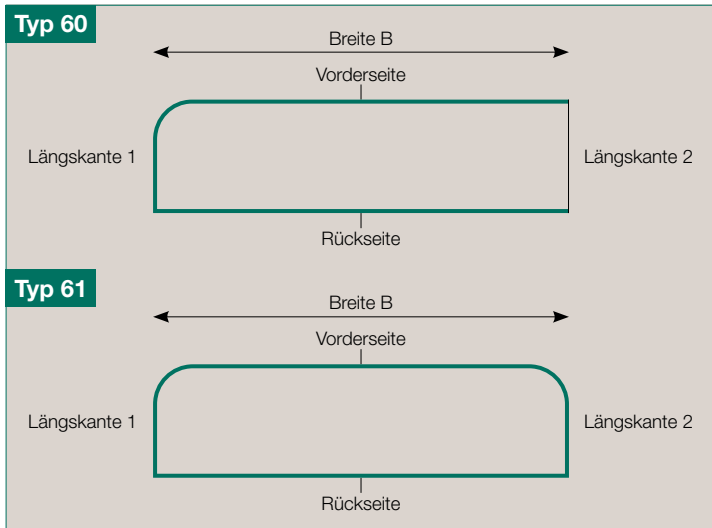 Typ 60
Breite B
Vorderseite
Längskante 1
Längskante 2
Rückseite
Typ 61
Breite B
Vorderseite
Längskante 1
Längskante 2
Rückseite